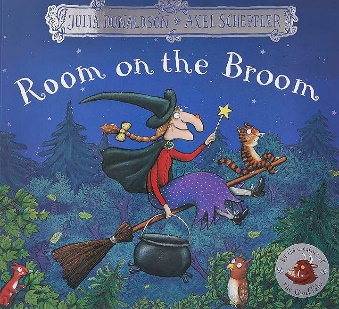 JULIA DONALDSON & AXEL SCHEFFLER
Room on the Broom